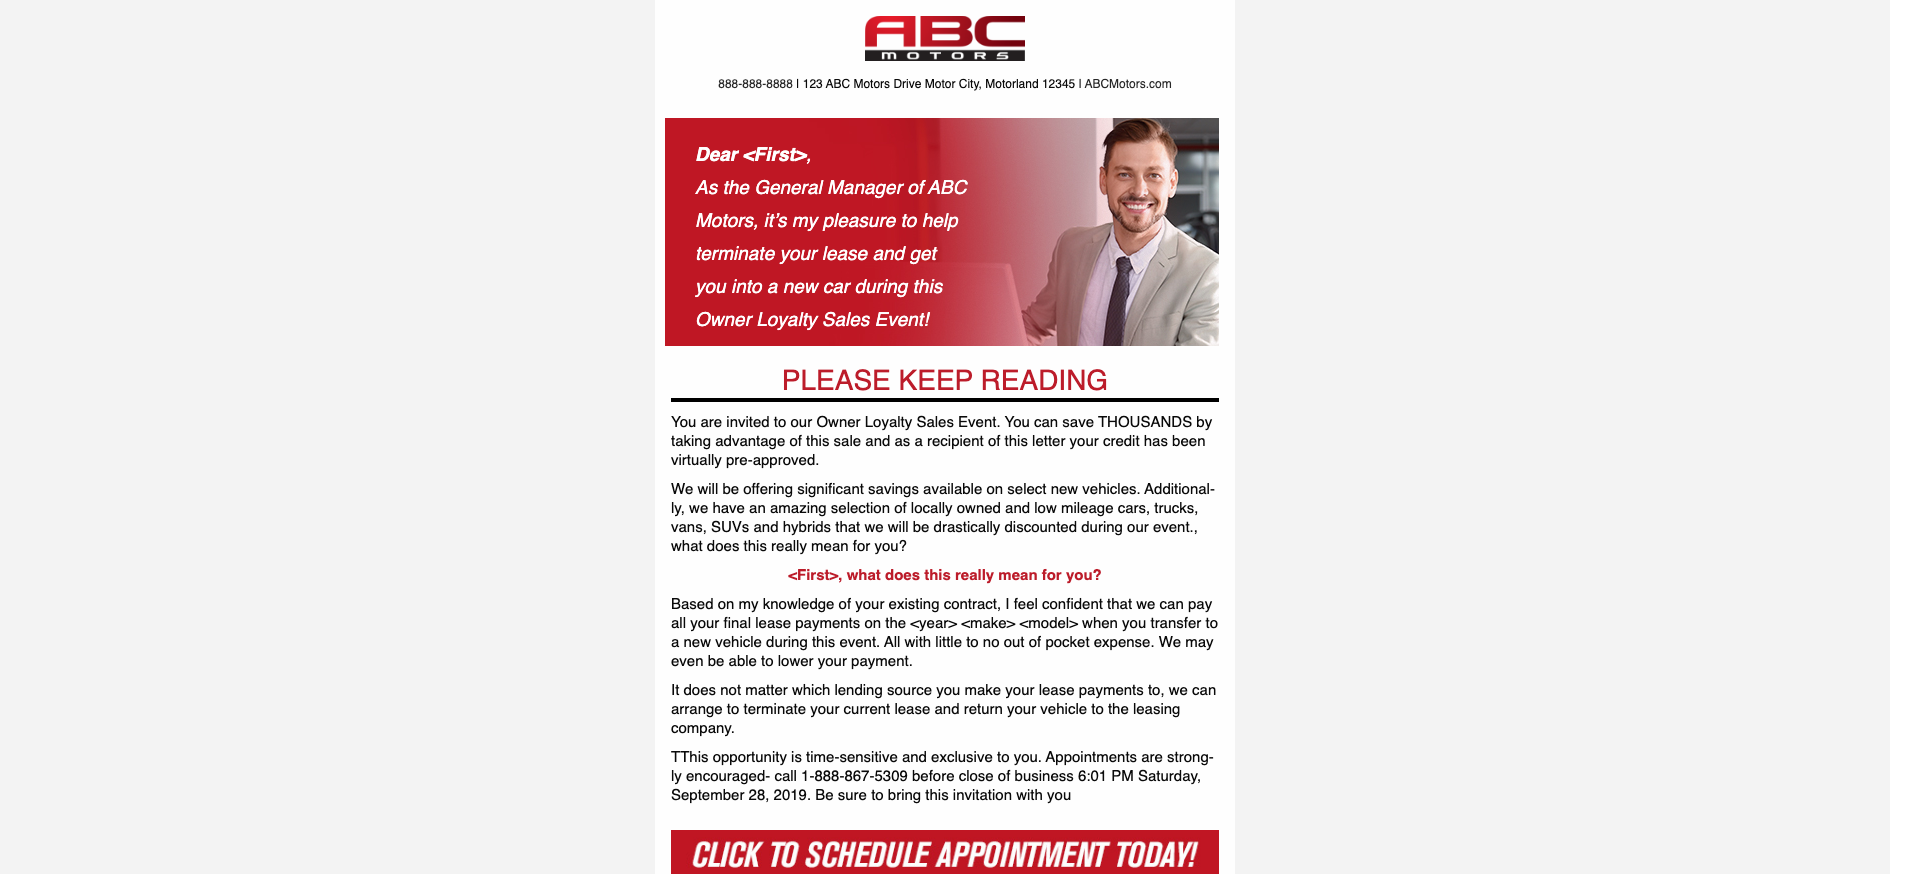 ABC
MOTORS
888-888-8888 | 123 ABC Motors Drive Motor City, Motorland 12345 | ABCMotors.com
Dear <First>,
As the General Manager of ABC
Motors, it's my pleasure to help
terminate your lease and get
you into a new car during this
Owner Loyalty Sales Event!
PLEASE KEEP READING
You are invited to our Owner Loyalty Sales Event. You can save THOUSANDS by
taking advantage of this sale and as a recipient of this letter your credit has been
virtually pre-approved.
We will be offering significant savings available on select new vehicles. Additional-
ly, we have an amazing selection of locally owned and low mileage cars, trucks,
vans, SUVs and hybrids that we will be drastically discounted during our event.,
what does this really mean for you?
<First>, what does this really mean for you?
Based on my knowledge of your existing contract, I feel confident that we can pay
all your final lease payments on the <year> <make> <model> when you transfer to
a new vehicle during this event. All with little to no out of pocket expense. We may
even be able to lower your payment.
It does not matter which lending source you make your lease payments to, we can
arrange to terminate your current lease and return your vehicle to the leasing
company.
TThis opportunity is time-sensitive and exclusive to you. Appointments are strong-
ly encouraged- call 1-888-867-5309 before close of business 6:01 PM Saturday,
September 28, 2019. Be sure to bring this invitation with you
CLICK TO SCHEDULE APPOINTMENT TODAY!